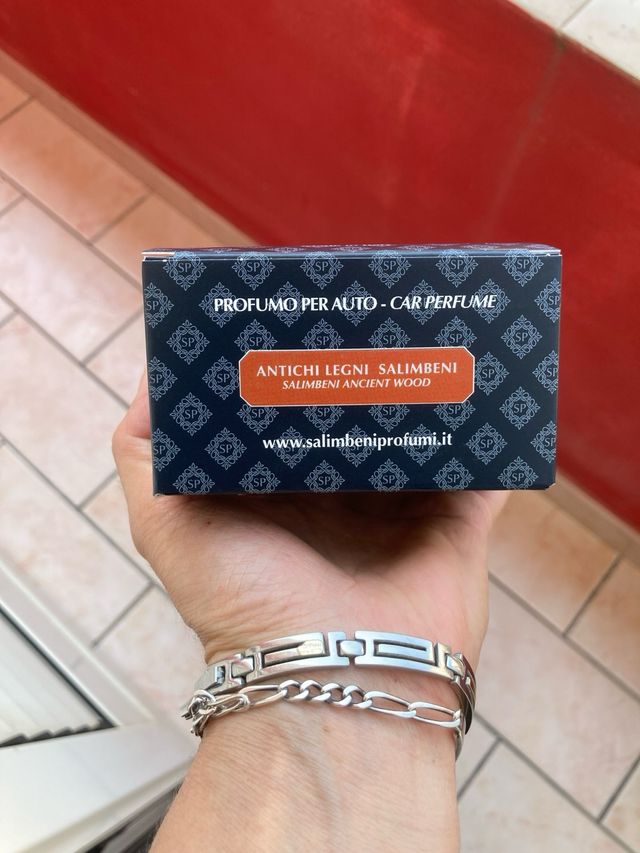 PROFUMO PER AUTO - CAR PERFUME
ANTICHI LEGNI SALIMBENI
SALIMBENI ANCIENT WOOD
www.salimbeniprofumi.it